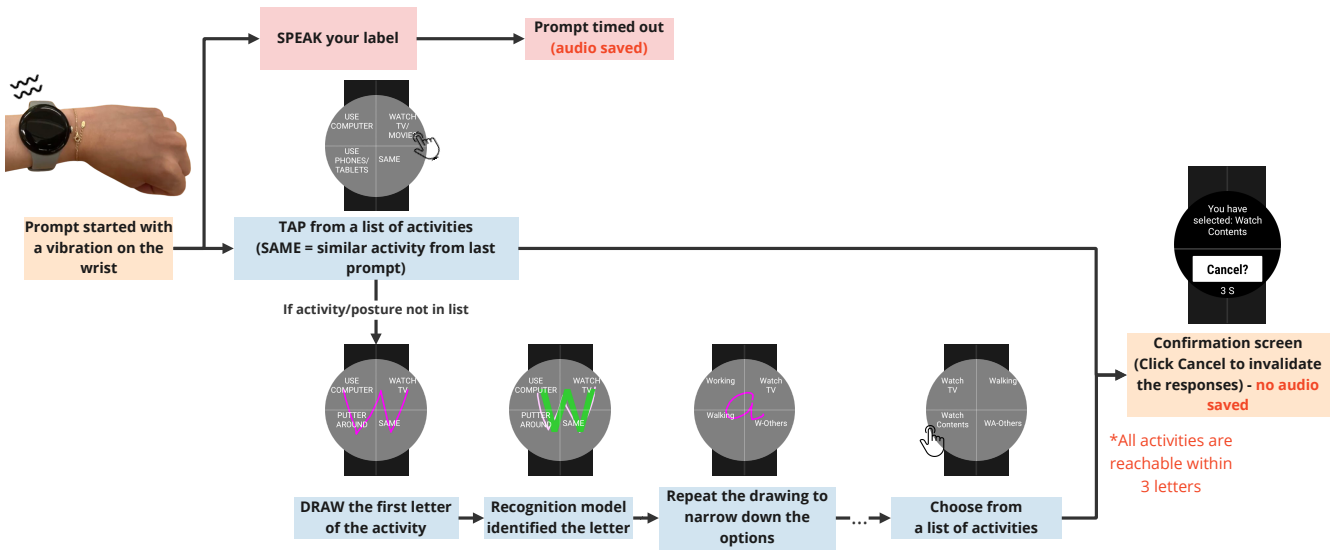 SPEAK your label
Prompt timed out
(audio saved)
USE
COMPUTER
WATCH
TV/
MOVIES
USE
PHONES/
TABLETS
SAME
Prompt started with
a vibration on the
wrist
TAP from a list of activities
(SAME = similar activity from last
prompt)
If activity/posture not in list
USE
COMPUTER
WATCH
TV
PUTTER
AROUND
SAME
USE
COMPUTER
WATCH
TV
PUTTER
AROUND
SAME
Working
Watch
TV
Walking
W-Others
Watch
TV
Walking
Watch
Contents
WA-Others
DRAW the first letter
of the activity
Recognition model
identified the letter
Repeat the drawing to
narrow down the
options
...
Choose from
a list of activities
You have
selected: Watch
Contents
Cancel?
3 S
Confirmation screen
(Click Cancel to invalidate
the responses) - no audio
saved
*All activities are
reachable within
3 letters